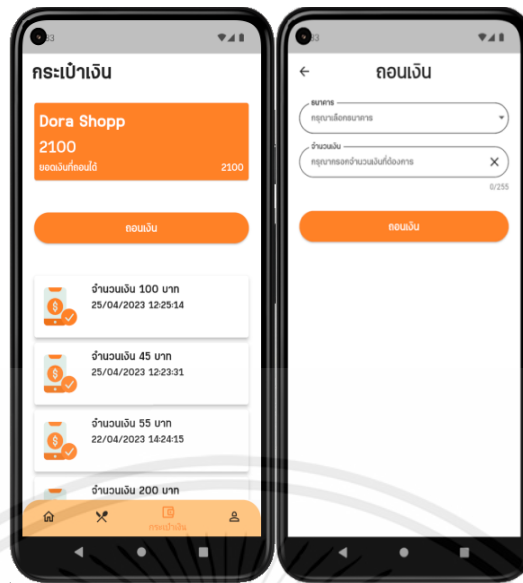 กระเป๋าเงิน
Dora Shopp
2100
ยอดเงินที่ถอนได้ 2100
ถอนเงิน
จำนวนเงิน 100 บาท
25/04/2023 12:25:14
จำนวนเงิน 45 บาท
25/04/2023 12:23:31
จำนวนเงิน 55 บาท
22/04/2023 14:24:15
จำนวนเงิน 200 บาท
กระเป๋าเงิน
ถอนเงิน
ธนาคาร
กรุณาเลือกธนาคาร
จำนวนเงิน
กรุณากรอกจำนวนเงินที่ต้องการ
0/255
ถอนเงิน